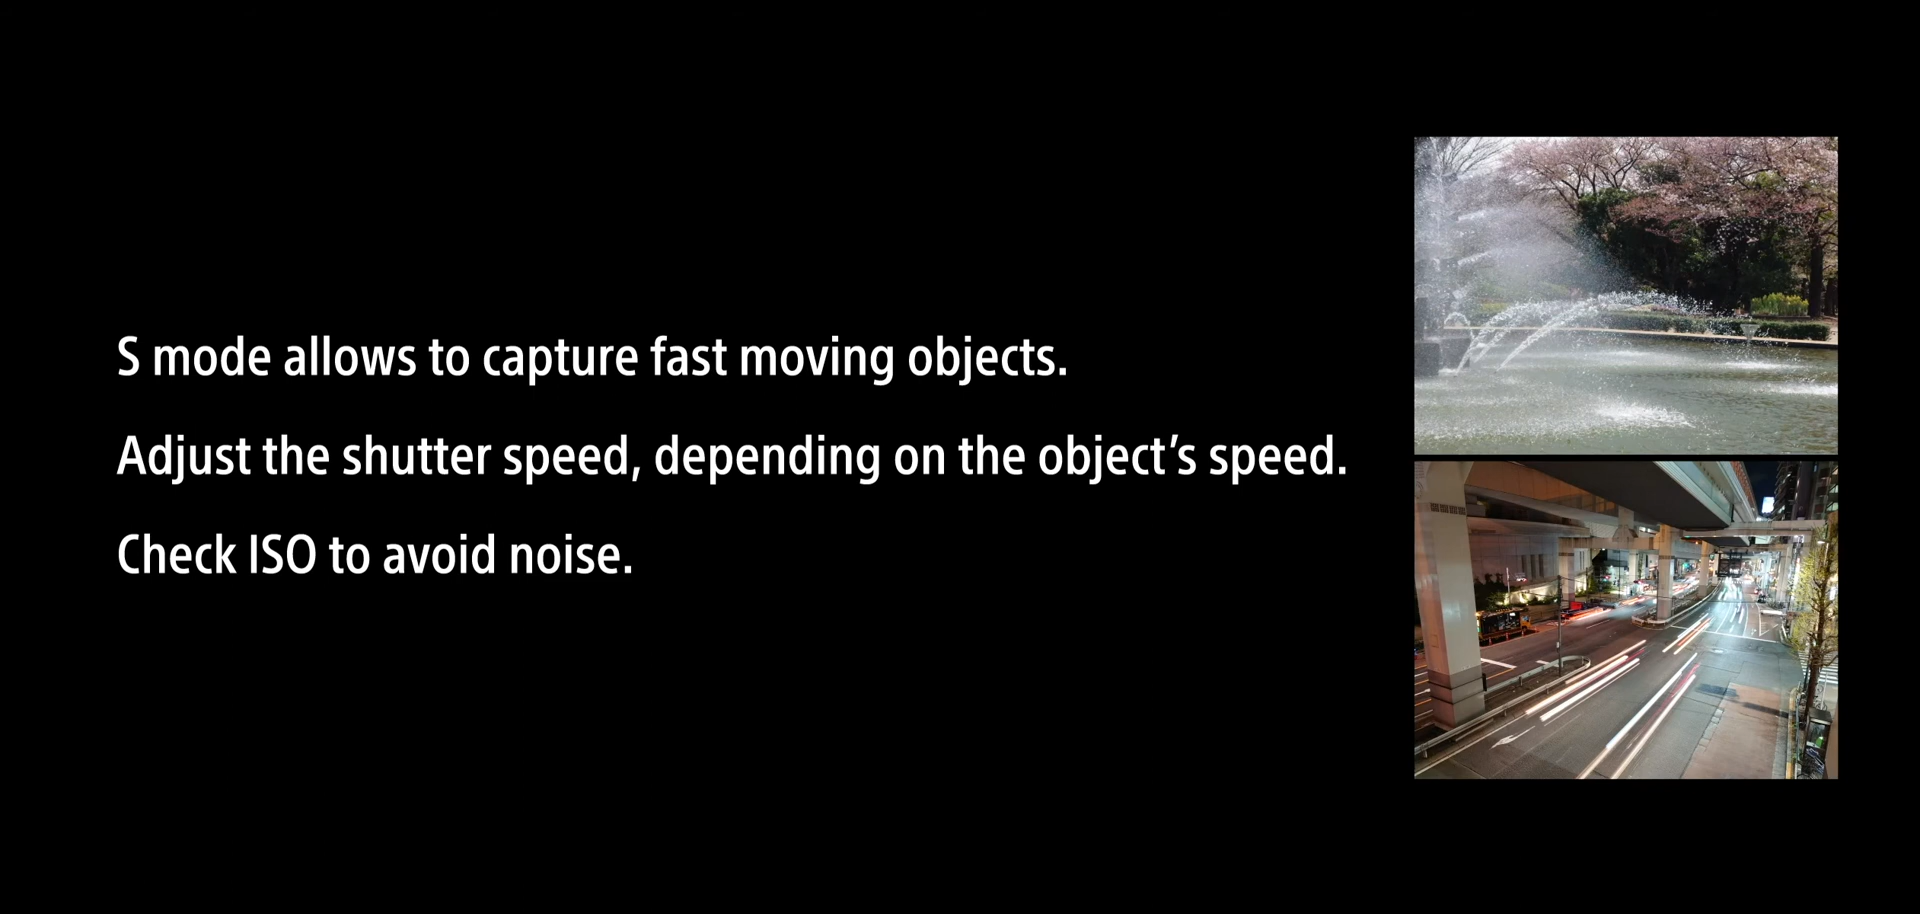 S mode allows to capture fast moving objects.
Adjust the shutter speed, depending on the object’s speed.
Check ISO to avoid noise.